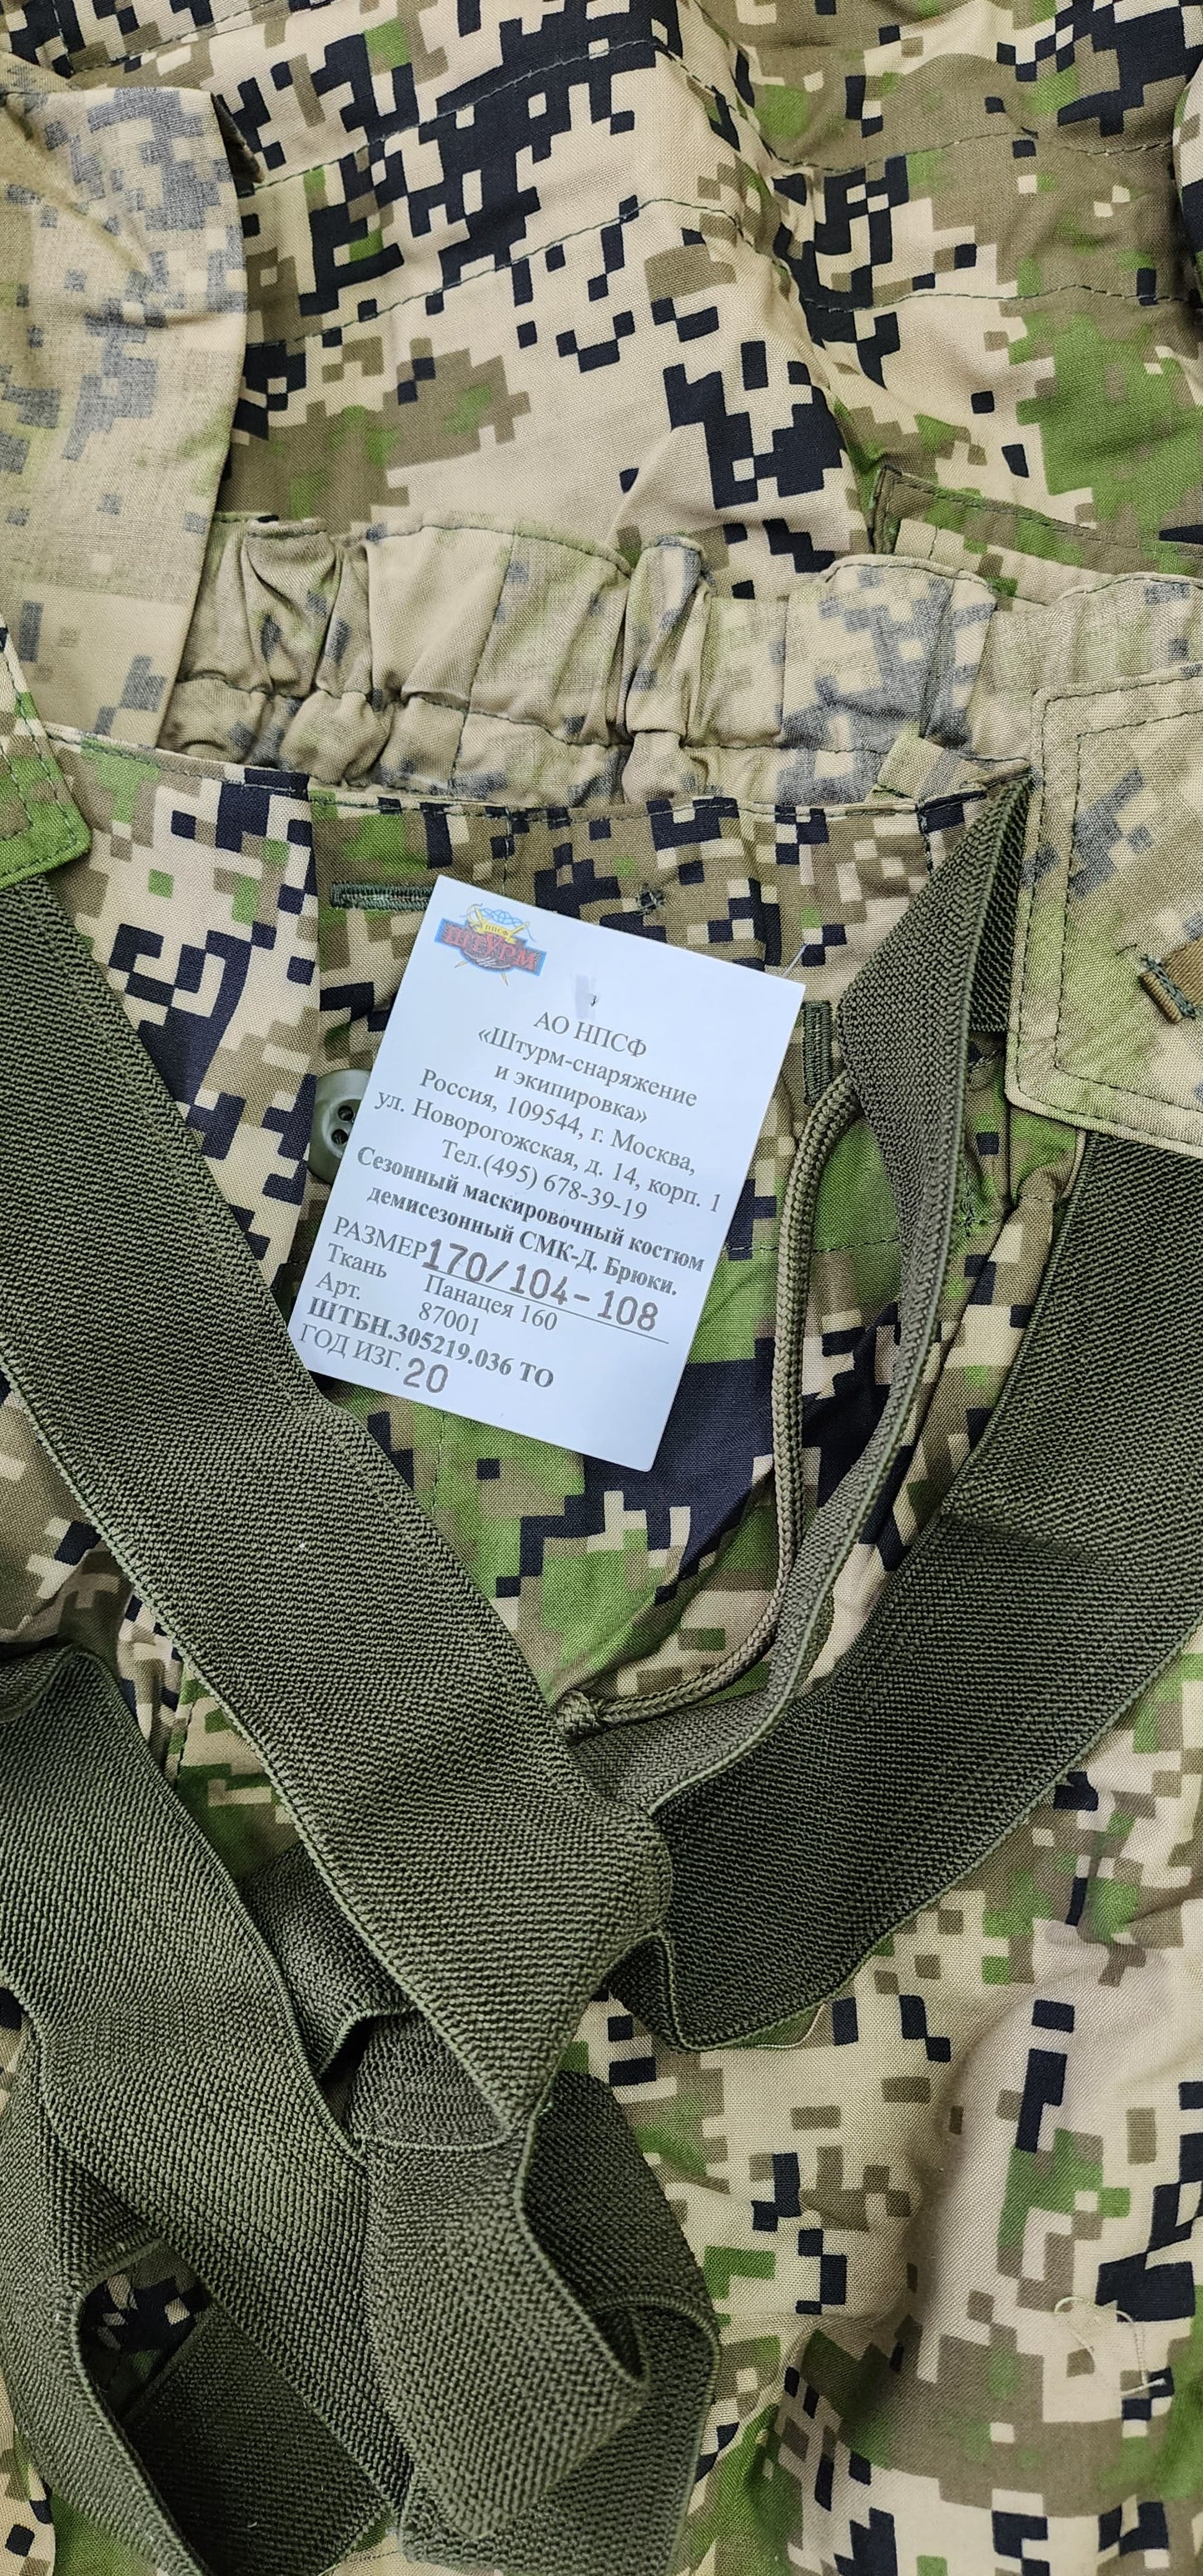 НПСФ
ШТУРМ
АО НПСФ
«Штурм-снаряжение
и экипировка»
Россия, 109544, г. Москва,
ул. Новорогожская, д. 14, корп. 1
Тел.(495) 678-39-19
Сезонный маскировочный костюм
демисезонный СМК-Д. Брюки.
РАЗМЕР 170/104-108
Ткань Панацея 160
Арт. 87001
ШТБН.305219.036 ТО
ГОД ИЗГ. 20